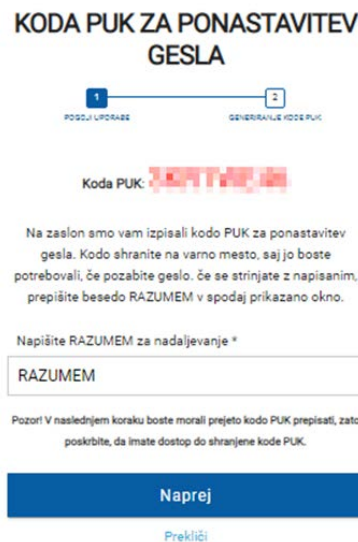 KODA PUK ZA PONASTAVITEV
GESLA
1
2
POGOJI UPORABE
GENERIRANJE KODE PUK
Koda PUK:
Na zaslon smo vam izpisali kodo PUK za ponastavitev
gesla. Kodo shranite na varno mesto, saj jo boste
potrebovali, če pozabite geslo. če se strinjate z napisanim,
prepišite besedo RAZUMEM v spodaj prikazano okno.
Napišite RAZUMEM za nadaljevanje *
RAZUMEM
Pozor! V naslednjem koraku boste morali prejeto kodo PUK prepisati, zato
poskrbite, da imate dostop do shranjene kode PUK.
Naprej
Prekliči